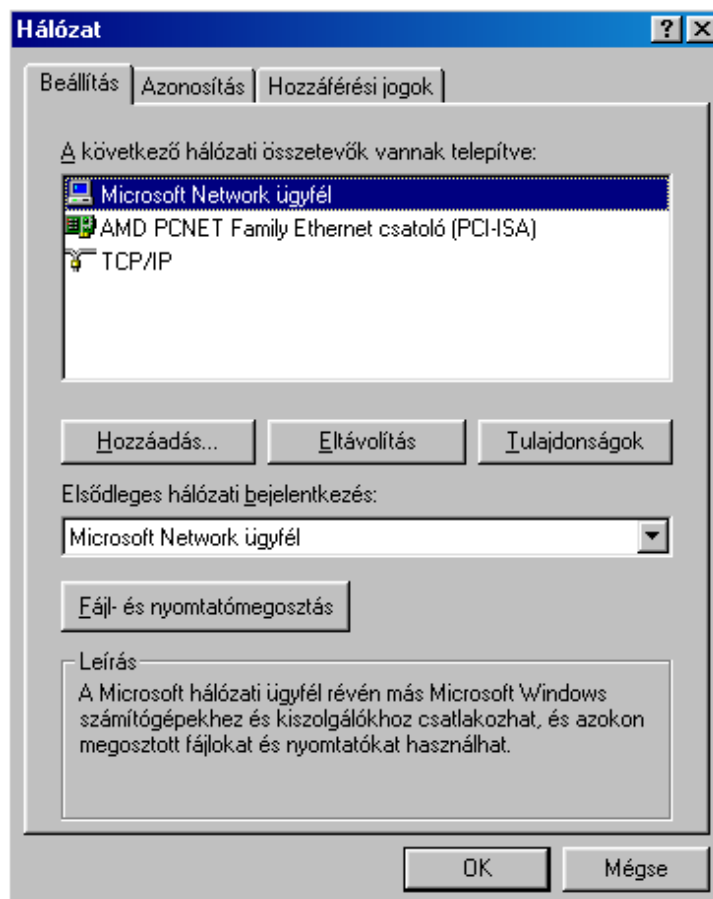 Hálózat
Beállítás Azonosítás Hozzáférési jogok
A következő hálózati összetevők vannak telepítve:
Microsoft Network ügyfél
AMD PCNET Family Ethernet csatoló (PCI-ISA)
TCP/IP
Hozzáadás... Eltávolítás Tulajdonságok
Elsődleges hálózati bejelentkezés:
Microsoft Network ügyfél
Fájl- és nyomtatómegosztás
Leírás
A Microsoft hálózati ügyfél révén más Microsoft Windows
számítógépekhez és kiszolgálókhoz csatlakozhat, és azokon
megosztott fájlokat és nyomtatókat használhat.
OK Mégse